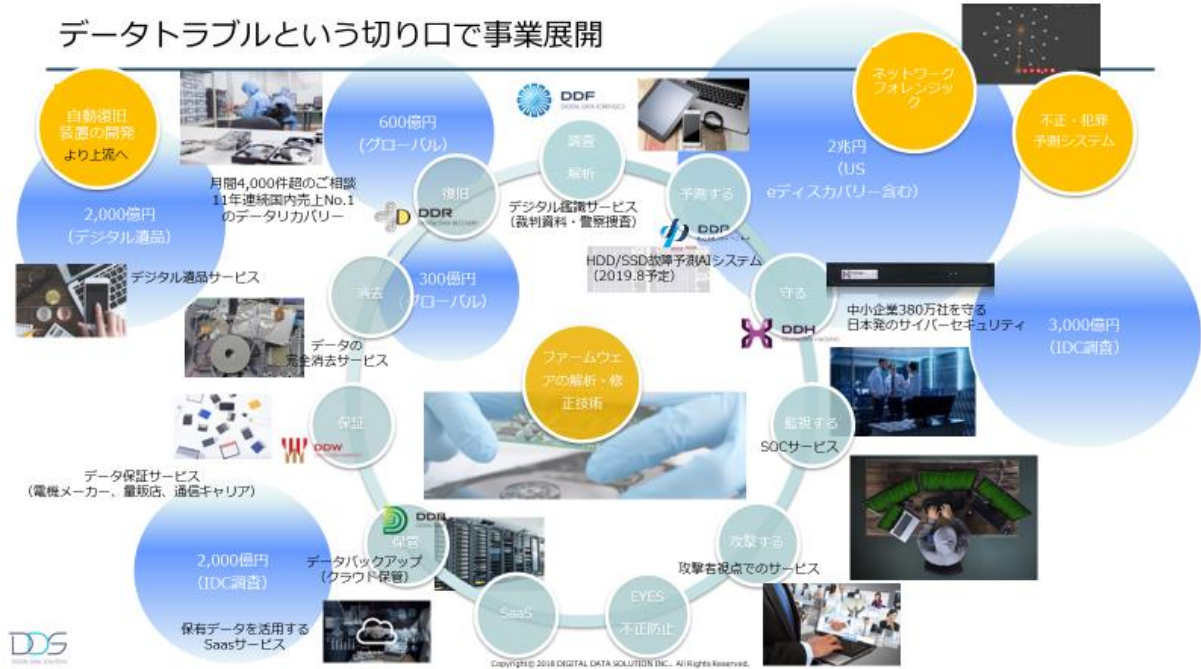 データトラブルという切り口で事業展開
自動復旧
装置の開発
より上流へ
2,000億円
(デジタル遺品)
月間4,000件超のご相談
11年連続国内売上No.1
のデータリカバリー
600億円
(グローバル)
復旧
DDR
DDF
DIGITAL DATA FORENSICS
調査
解析
デジタル鑑識サービス
(裁判資料・警察捜査)
予測する
DDP
HDD/SSD故障予測AIシステム
(2019.8予定)
2兆円
(US
eディスカバリー含む)
ネットワーク
フォレンジッ
ク
不正・犯罪
予測システム
デジタル遺品サービス
消去
300億円
(グローバル)
データの
完全消去サービス
守る
DDH
中小企業380万社を守る
日本発のサイバーセキュリティ
3,000億円
(IDC調査)
ファームウェ
アの解析・修
正技術
保証
DDW
データ保証サービス
(電機メーカー、量販店、通信キャリア)
監視する
SOCサービス
2,000億円
(IDC調査)
DDB
保管
データバックアップ
(クラウド保管)
攻撃する
攻撃者視点でのサービス
SaaS
保有データを活用する
Saasサービス
EYES
不正防止
DDS
DIGITAL DATA SOLUTION
Copyright© 2018 DIGITAL DATA SOLUTION INC., All Rights Reserved.